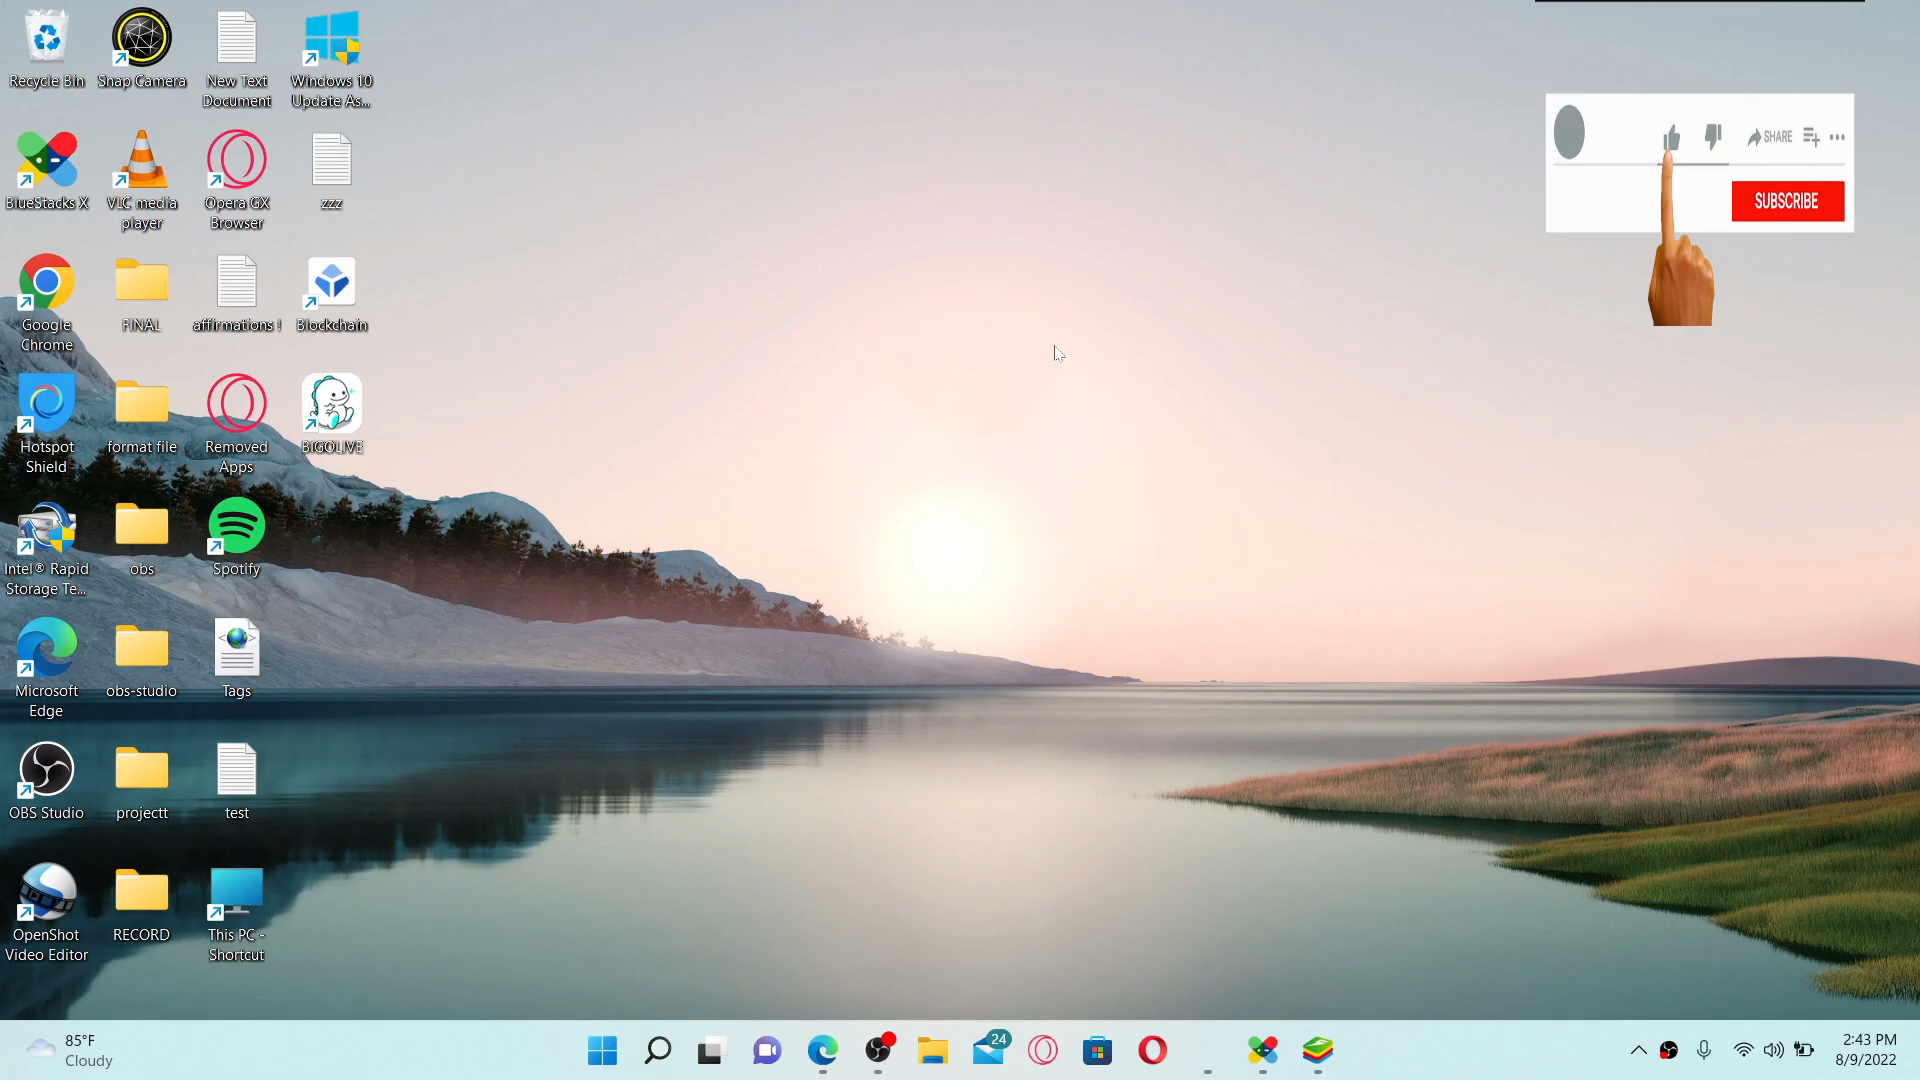 Recycle Bin
Snap Camera
New Text
Document
Windows 10
Update As...
BlueStacks X
VLC media
player
Opera GX
Browser
zzz
Google
Chrome
FINAL
affirmations !
Blockchain
Hotspot
Shield
format file
Removed
Apps
BIGOLIVE
Intel® Rapid
Storage Te...
obs
Spotify
Microsoft
Edge
obs-studio
Tags
OBS Studio
projectt
test
OpenShot
Video Editor
RECORD
This PC -
Shortcut
SHARE
SUBSCRIBE
85°F
Cloudy
24
2:43 PM
8/9/2022